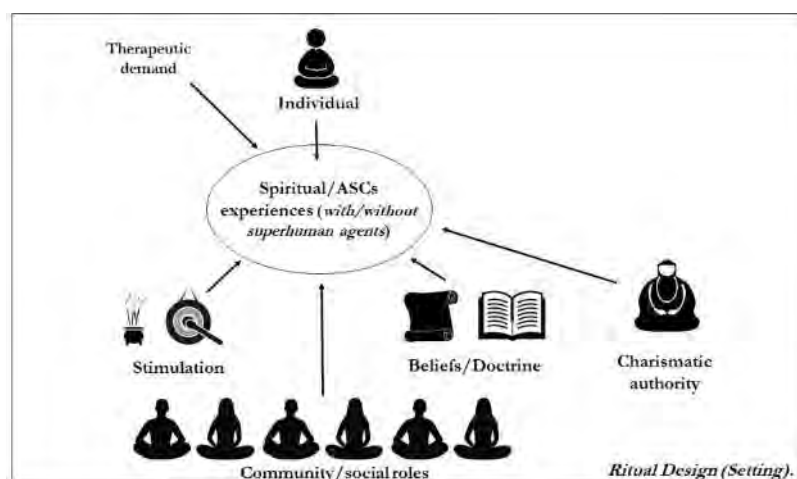 Therapeutic
demand
Individual
Spiritual/ASCs
experiences (with/without
superhuman agents)
Stimulation
Beliefs/Doctrine
Charismatic
authority
Community/social roles
Ritual Design (Setting).